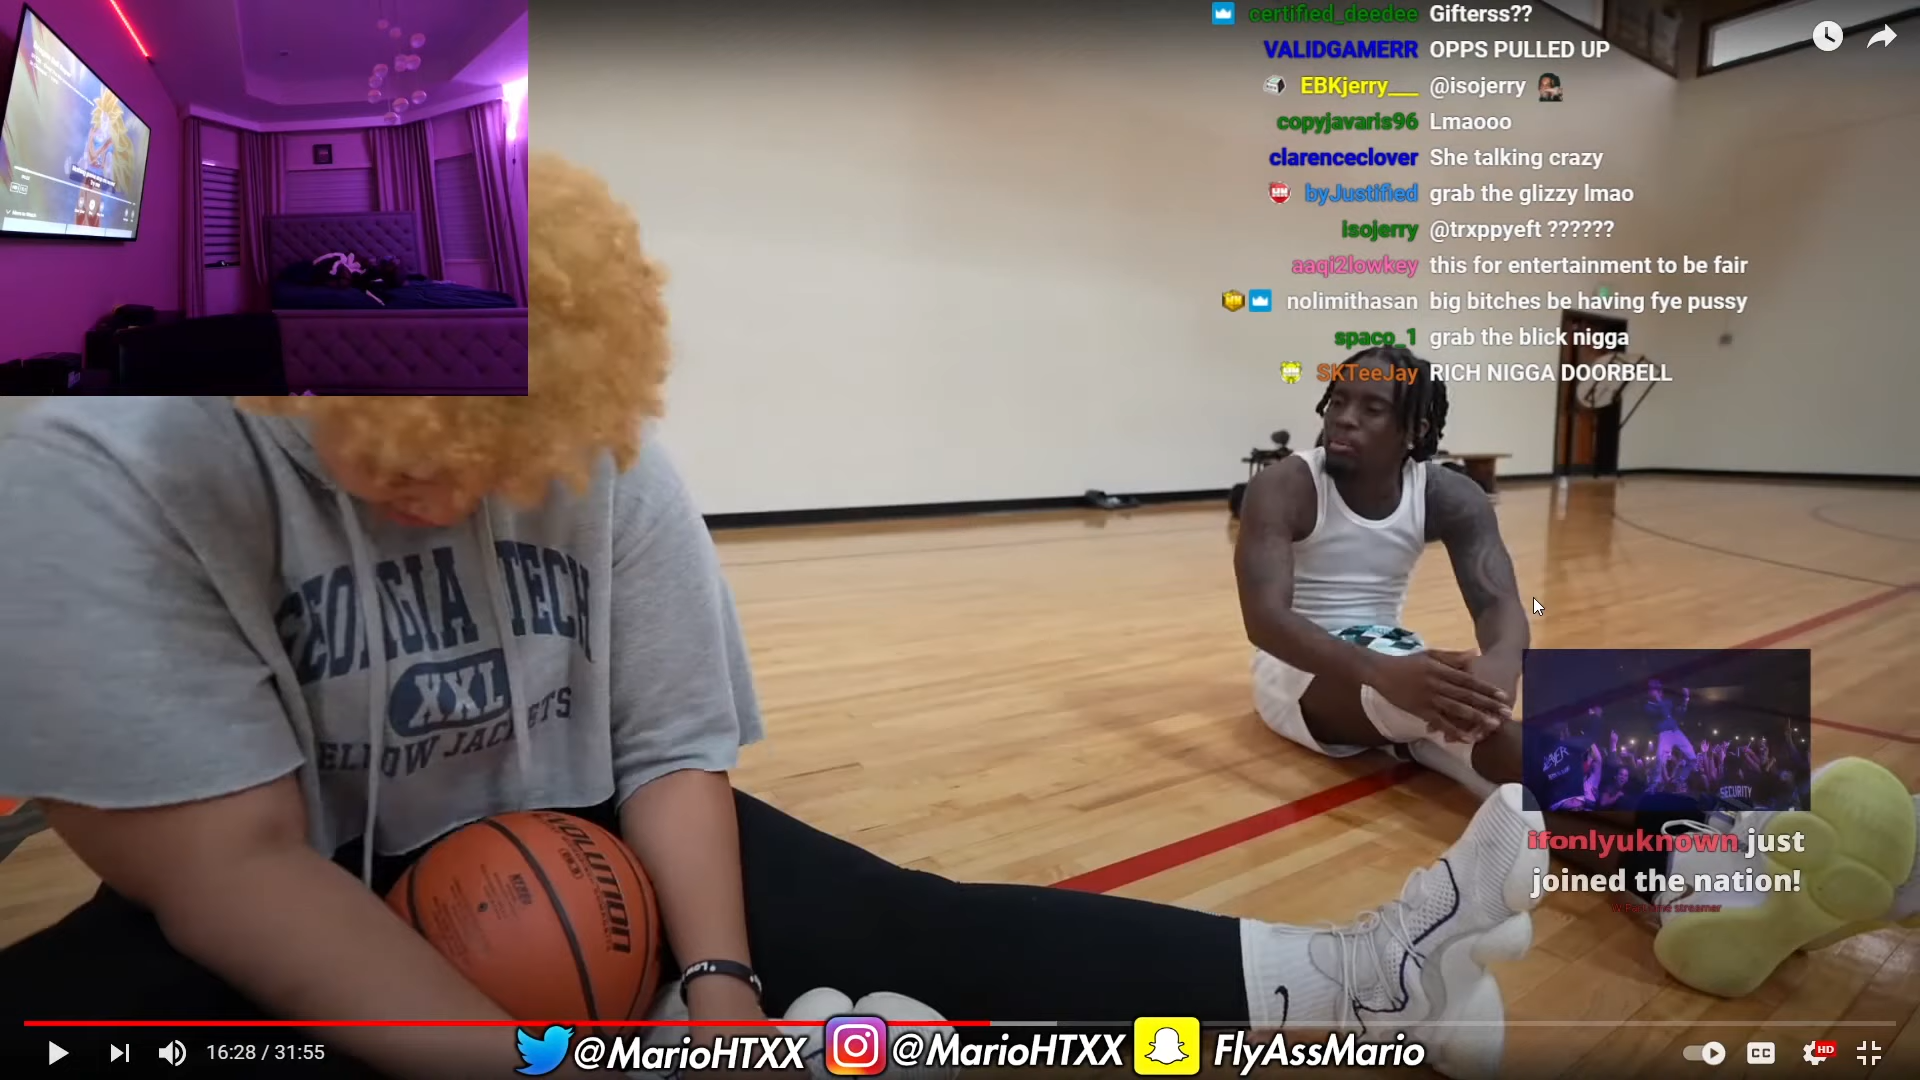 certified_deedee Gifterss??
VALIDGAMERR OPPS PULLED UP
EBKjerry___ @isojerry
copyjavaris96 Lmaooo
clarenceclover She talking crazy
byJustified grab the glizzy lmao
isojerry @trxppyeft ??????
aaqi2lowkey this for entertainment to be fair
nolimithasan big bitches be having fye pussy
spaco_1 grab the blick nigga
SKTeeJay RICH NIGGA DOORBELL
GEORGIA TECH
XXL
YELLOW JACKETS
EVOLUTION
SECURITY
ifonlyuknown just
joined the nation!
16:28 / 31:55
@MarioHTXX
@MarioHTXX
FlyAssMario
CC
HD